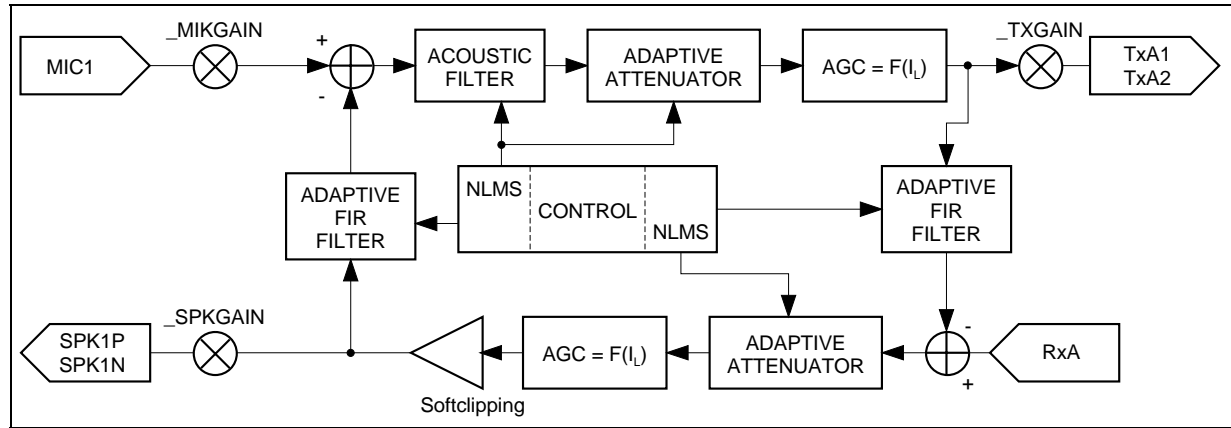 _MIKGAIN
MIC1
+
-
ACOUSTIC
FILTER
ADAPTIVE
ATTENUATOR
AGC = F(I_L)
_TXGAIN
TxA1
TxA2
ADAPTIVE
FIR
FILTER
NLMS
CONTROL
NLMS
ADAPTIVE
FIR
FILTER
_SPKGAIN
SPK1P
SPK1N
Softclipping
AGC = F(I_L)
ADAPTIVE
ATTENUATOR
-
+
RxA